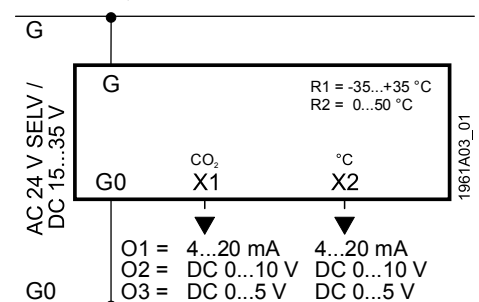 G
AC 24 V SELV /
DC 15...35 V
G
R1 = -35...+35 °C
R2 = 0...50 °C
CO₂
°C
G0
X1
X2
1961A03_01
O1 = 4...20 mA 4...20 mA
O2 = DC 0...10 V DC 0...10 V
O3 = DC 0...5 V DC 0...5 V
G0